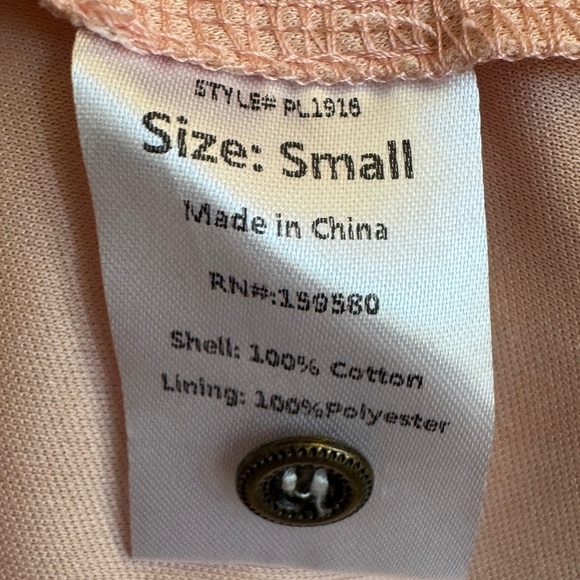 STYLE# PL1916
Size: Small
Made in China
RN#:159580
Shell: 100% Cotton
Lining: 100%Polyester